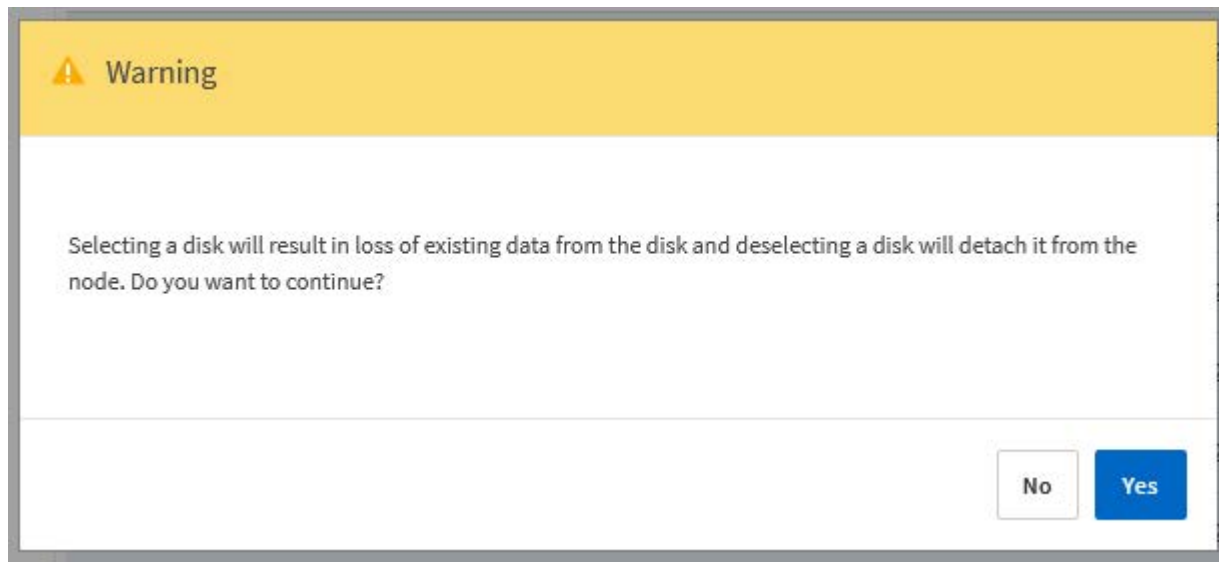 Warning
Selecting a disk will result in loss of existing data from the disk and deselecting a disk will detach it from the
node. Do you want to continue?
No
Yes